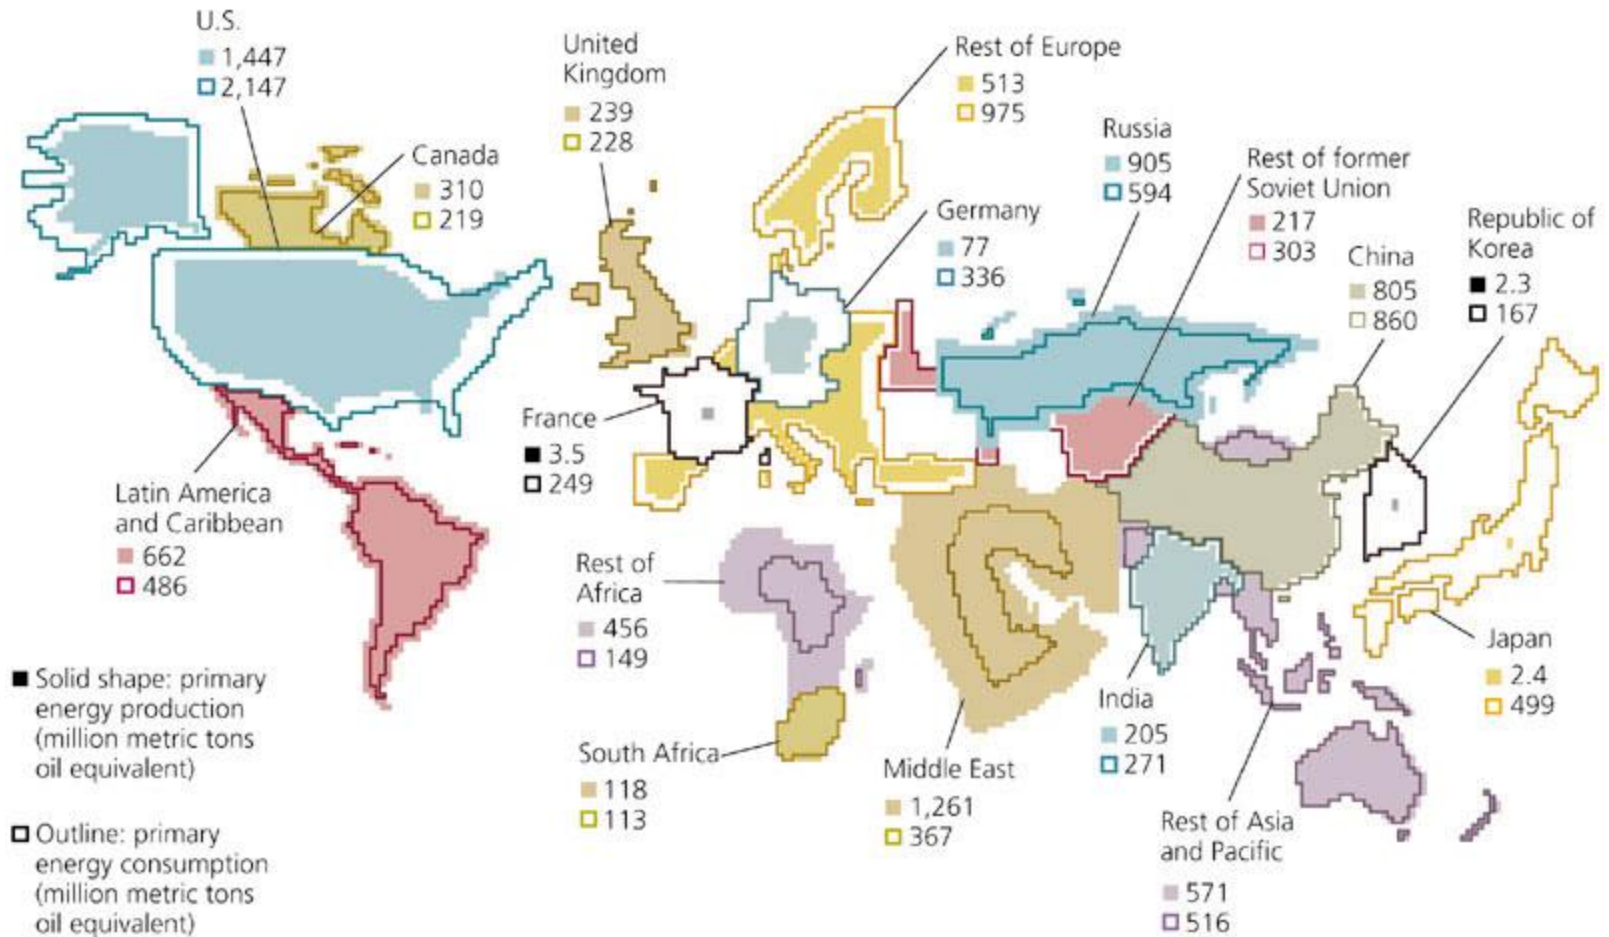 U.S.
1,447
2,147
Canada
310
219
United
Kingdom
239
228
Rest of Europe
513
975
Germany
77
336
Russia
905
594
Rest of former
Soviet Union
217
303
China
805
860
Republic of
Korea
2.3
167
France
3.5
249
Latin America
and Caribbean
662
486
Rest of
Africa
456
149
South Africa
118
113
Middle East
1,261
367
India
205
271
Japan
2.4
499
Rest of Asia
and Pacific
571
516
Solid shape: primary
energy production
(million metric tons
oil equivalent)
Outline: primary
energy consumption
(million metric tons
oil equivalent)